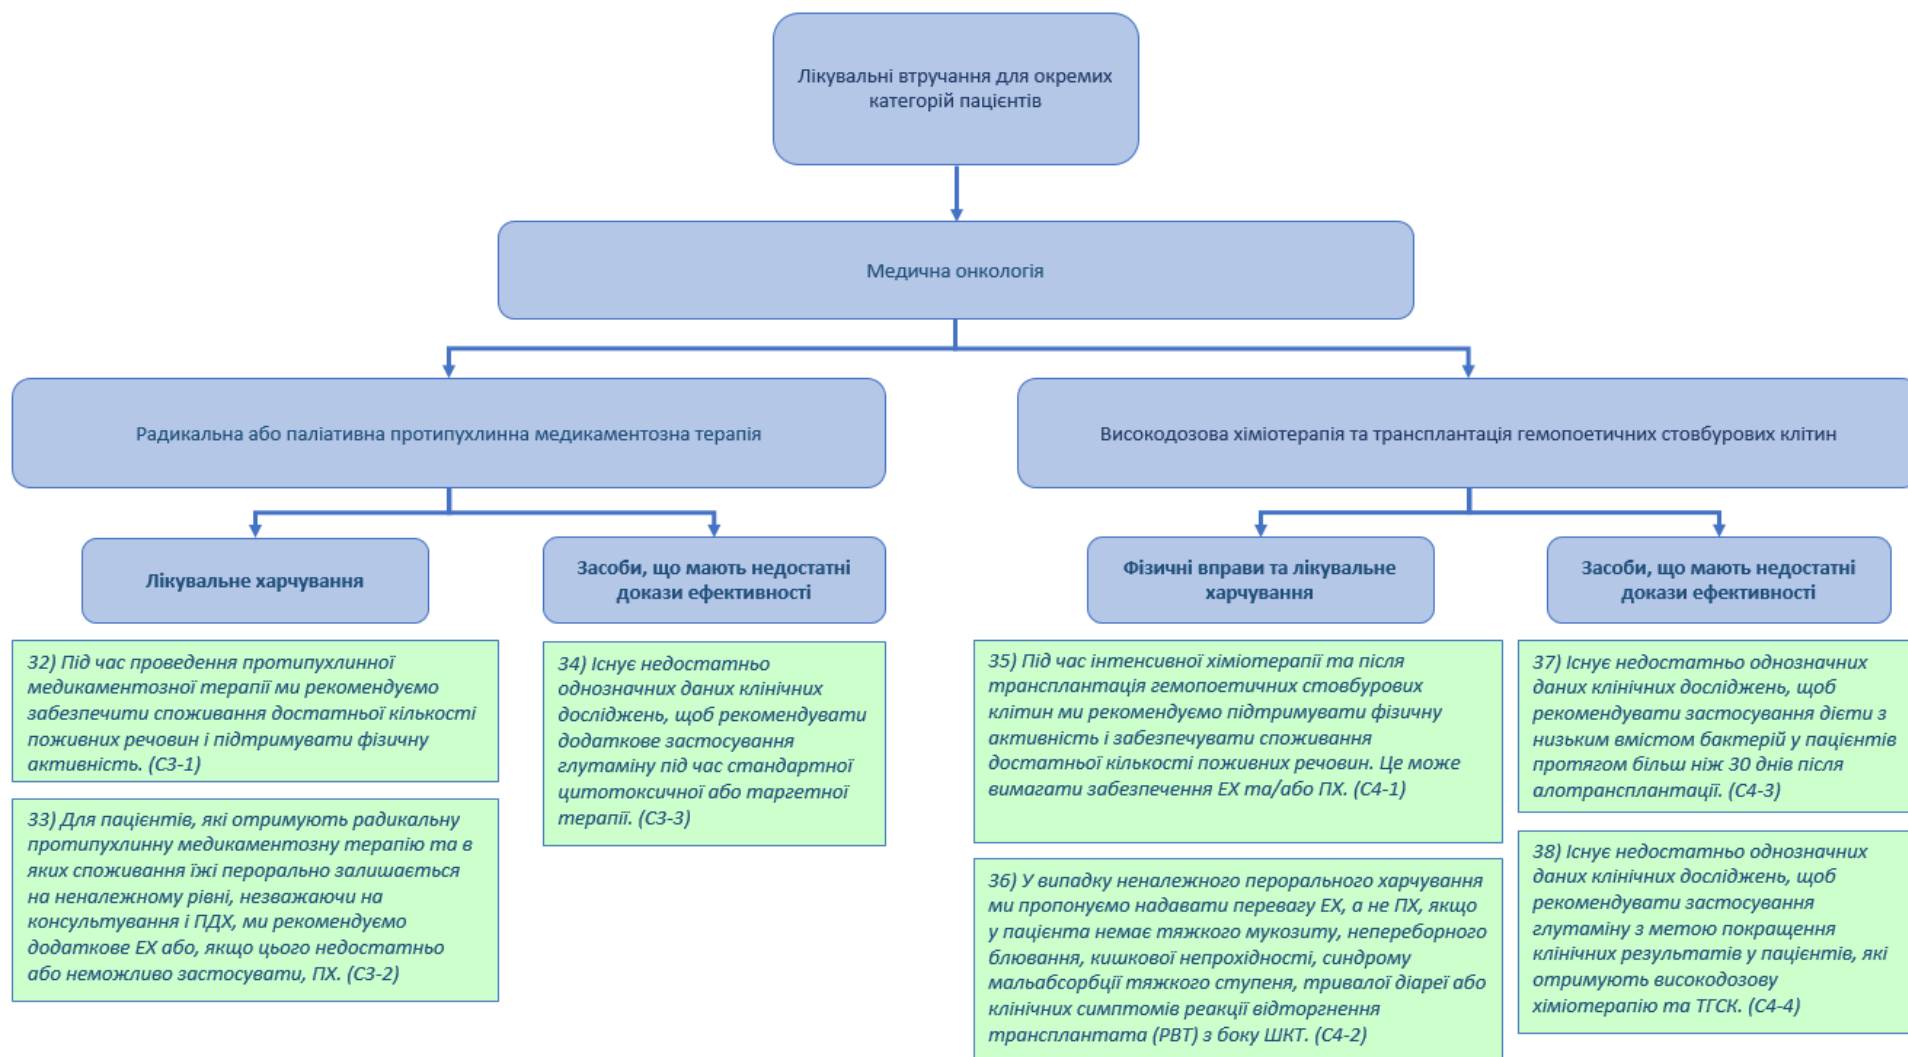 Лікувальні втручання для окремих
категорій пацієнтів
Медична онкологія
Радикальна або паліативна протипухлинна медикаментозна терапія
Високодозова хіміотерапія та трансплантація гемопоетичних стовбурових клітин
Лікувальне харчування
Засоби, що мають недостатні
докази ефективності
Фізичні вправи та лікувальне
харчування
Засоби, що мають недостатні
докази ефективності
32) Під час проведення протипухлинної
медикаментозної терапії ми рекомендуємо
забезпечити споживання достатньої кількості
поживних речовин і підтримувати фізичну
активність. (С3-1)
33) Для пацієнтів, які отримують радикальну
протипухлинну медикаментозну терапію та в
яких споживання їжі перорально залишається
на неналежному рівні, незважаючи на
консультування і ПДХ, ми рекомендуємо
додаткове ЕХ або, якщо цього недостатньо
або неможливо застосувати, ПХ. (С3-2)
34) Існує недостатньо
однозначних даних клінічних
досліджень, щоб рекомендувати
додаткове застосування
глутаміну під час стандартної
цитотоксичної або таргетної
терапії. (С3-3)
35) Під час інтенсивної хіміотерапії та після
трансплантація гемопоетичних стовбурових
клітин ми рекомендуємо підтримувати фізичну
активність і забезпечувати споживання
достатньої кількості поживних речовин. Це може
вимагати забезпечення ЕХ та/або ПХ. (С4-1)
36) У випадку неналежного перорального харчування
ми пропонуємо надавати перевагу ЕХ, а не ПХ, якщо
у пацієнта немає тяжкого мукозиту, непереборного
блювання, кишкової непрохідності, синдрому
мальабсорбції тяжкого ступеня, тривалої діареї або
клінічних симптомів реакції відторгнення
трансплантата (РВТ) з боку ШКТ. (С4-2)
37) Існує недостатньо однозначних
даних клінічних досліджень, щоб
рекомендувати застосування дієти з
низьким вмістом бактерій у пацієнтів
протягом більш ніж 30 днів після
алотрансплантації. (С4-3)
38) Існує недостатньо однозначних
даних клінічних досліджень, щоб
рекомендувати застосування
глутаміну з метою покращення
клінічних результатів у пацієнтів, які
отримують високодозову
хіміотерапію та ТГСК. (С4-4)